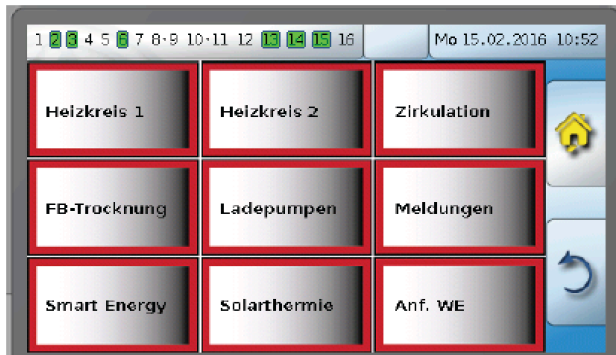 1 2 3 4 5 6 7 8-9 10-11 12 13 14 15 16 Mo 15.02.2016 10:52
Heizkreis 1 Heizkreis 2 Zirkulation
FB-Trocknung Ladepumpen Meldungen
Smart Energy Solarthermie Anf. WE